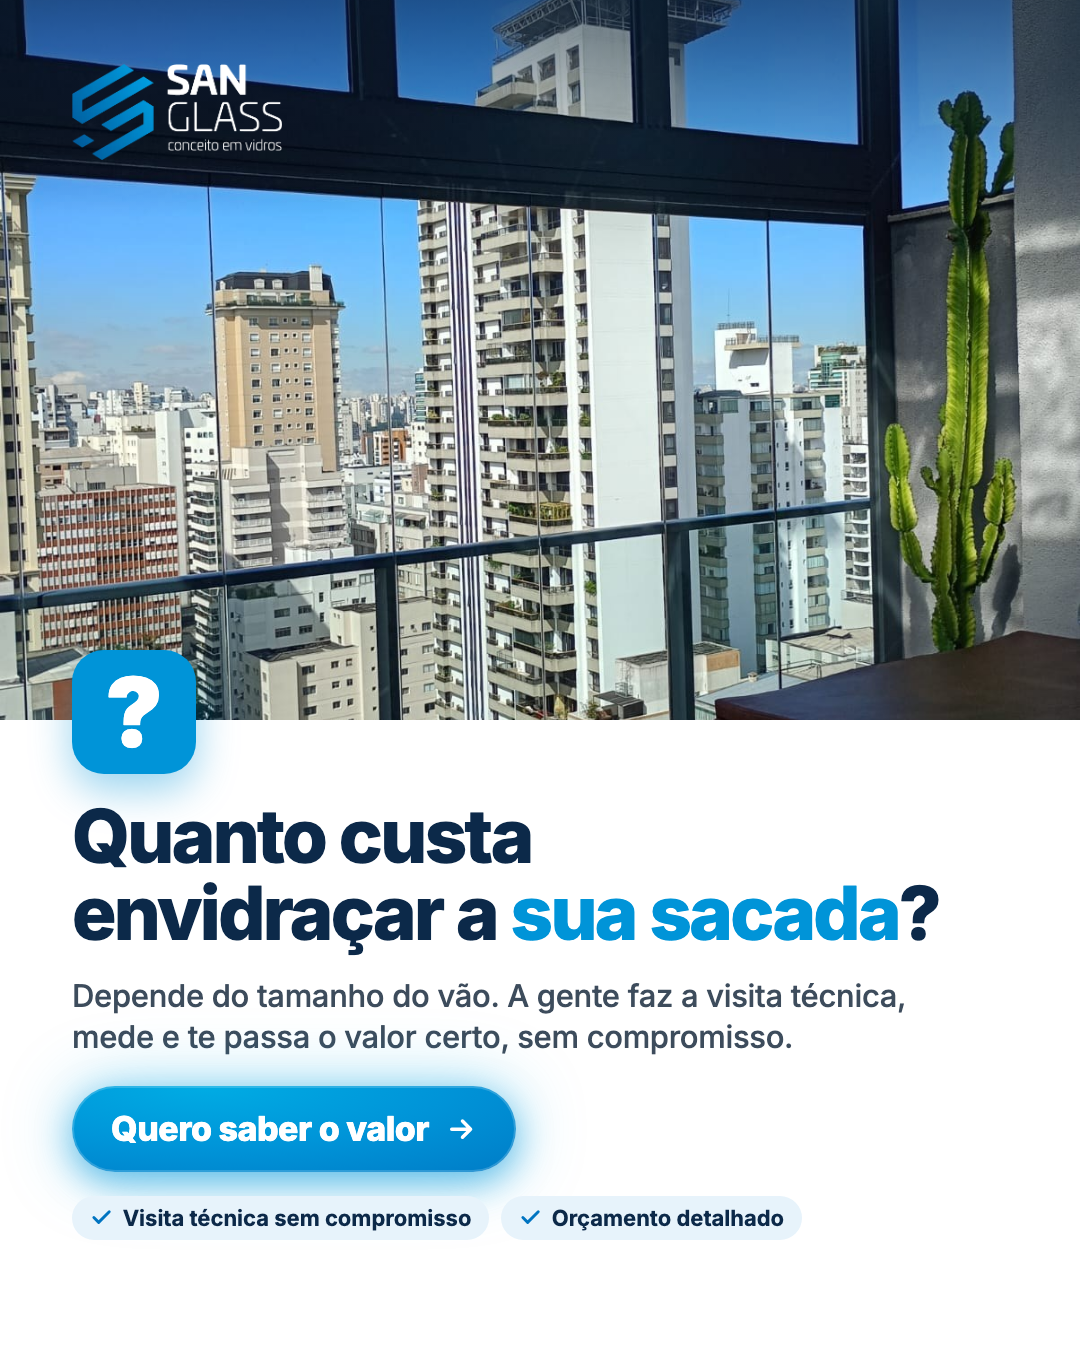 SAN
GLASS
conceito em vidros
?
Quanto custa
envidraçar a sua sacada?
Depende do tamanho do vão. A gente faz a visita técnica,
mede e te passa o valor certo, sem compromisso.
Quero saber o valor →
✓ Visita técnica sem compromisso ✓ Orçamento detalhado